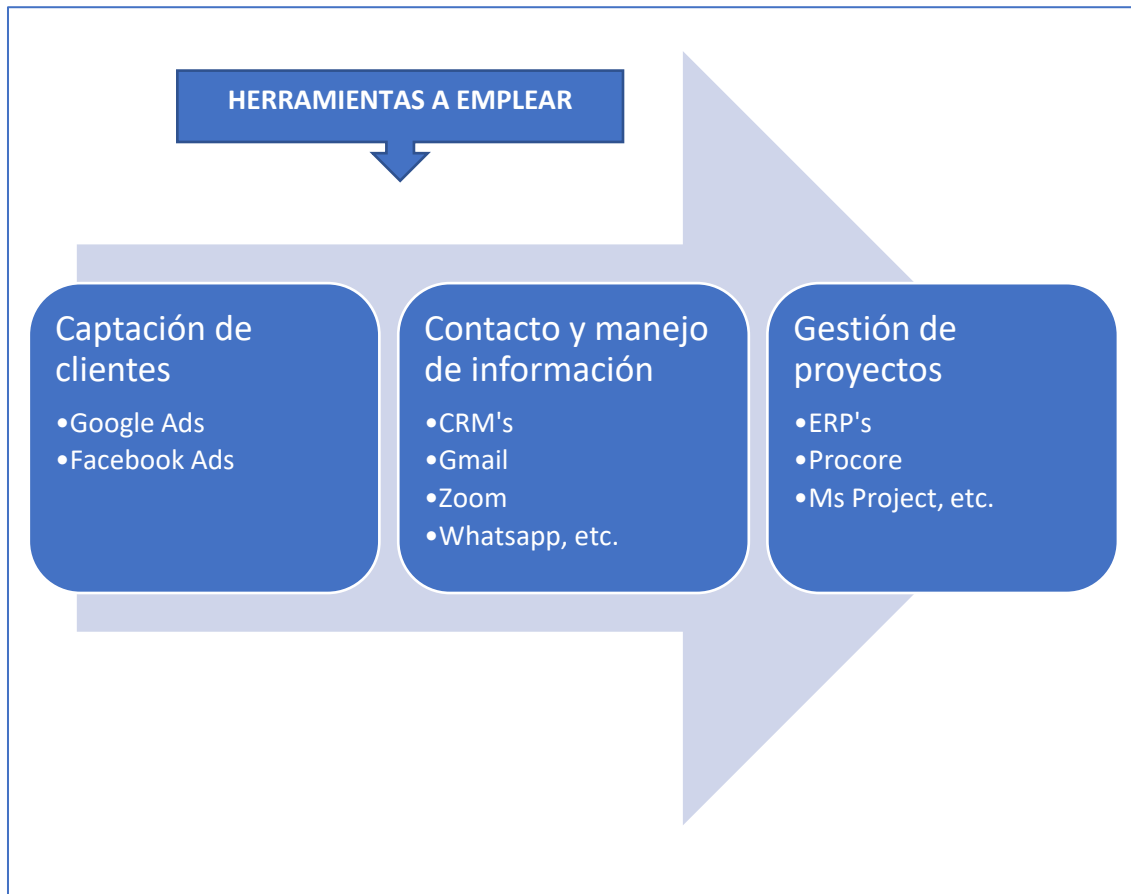 HERRAMIENTAS A EMPLEAR
Captación de
clientes
•Google Ads
•Facebook Ads
Contacto y manejo
de información
•CRM's
•Gmail
•Zoom
•Whatsapp, etc.
Gestión de
proyectos
•ERP's
•Procore
•Ms Project, etc.